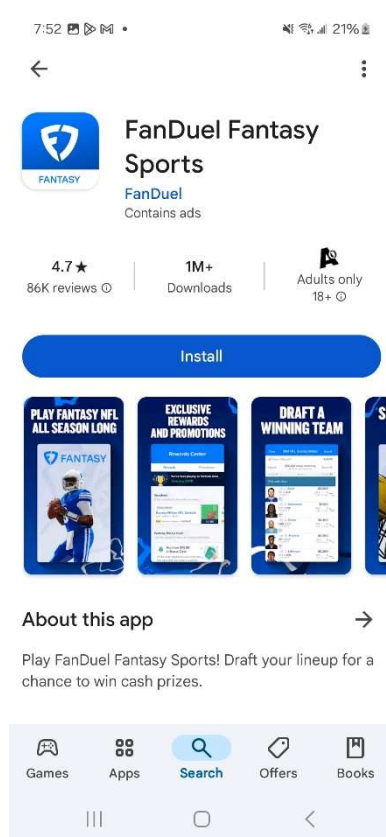 7:52
21%
FANTASY
FanDuel Fantasy
Sports
FanDuel
Contains ads
4.7★
86K reviews
1M+
Downloads
Adults only
18+
Install
PLAY FANTASY NFL
ALL SEASON LONG
FANTASY
EXCLUSIVE
REWARDS
AND PROMOTIONS
Rewards Center
DRAFT A
WINNING TEAM
S
About this app
Play FanDuel Fantasy Sports! Draft your lineup for a
chance to win cash prizes.
Games
Apps
Search
Offers
Books